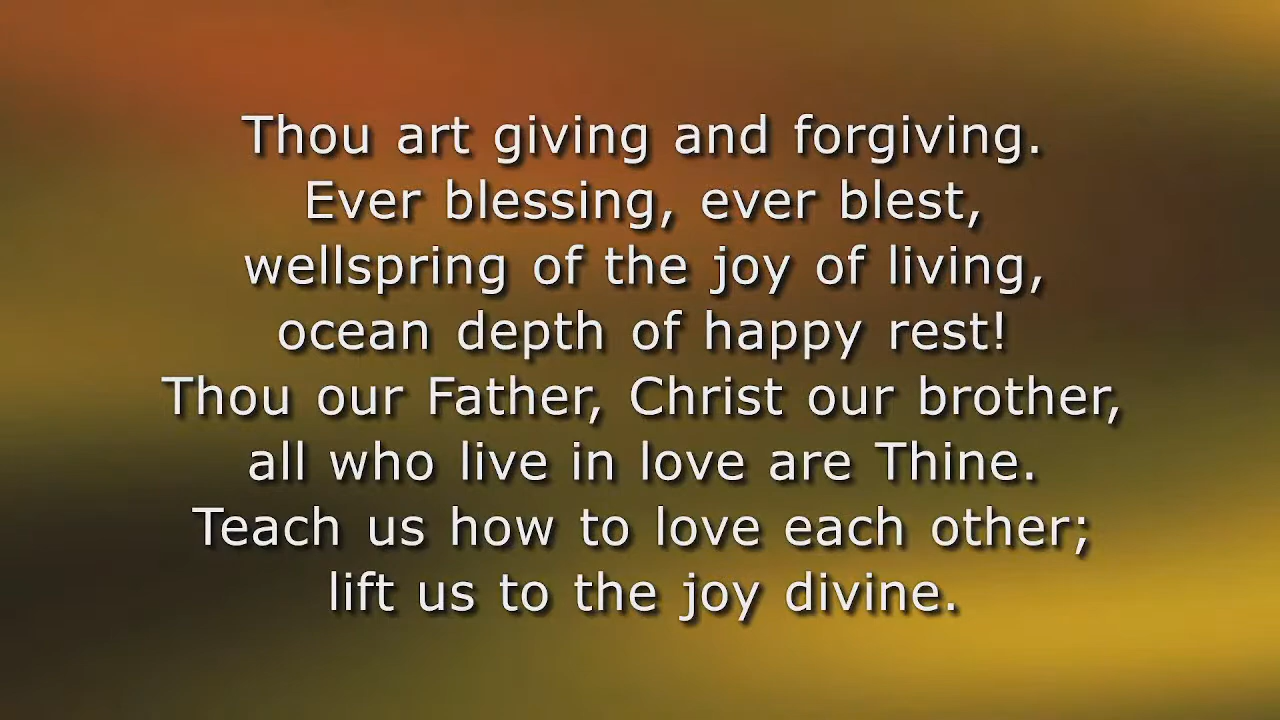 Thou art giving and forgiving.
Ever blessing, ever blest,
wellspring of the joy of living,
ocean depth of happy rest!
Thou our Father, Christ our brother,
all who live in love are Thine.
Teach us how to love each other;
lift us to the joy divine.